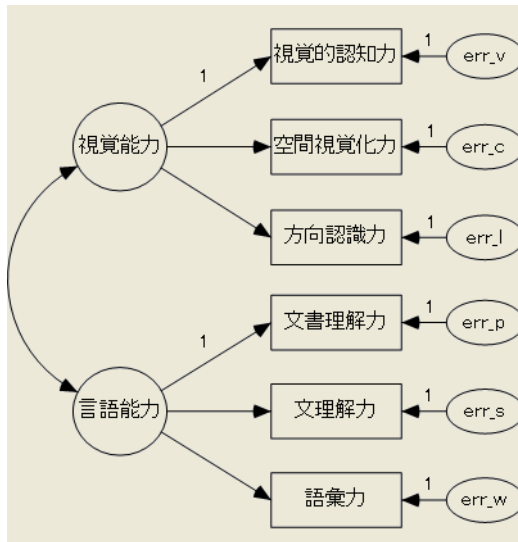 1
視覚的認知力
1
err_v
視覚能力
空間視覚化力
1
err_c
方向認識力
1
err_l
1
文書理解力
1
err_p
言語能力
文理解力
1
err_s
語彙力
1
err_w